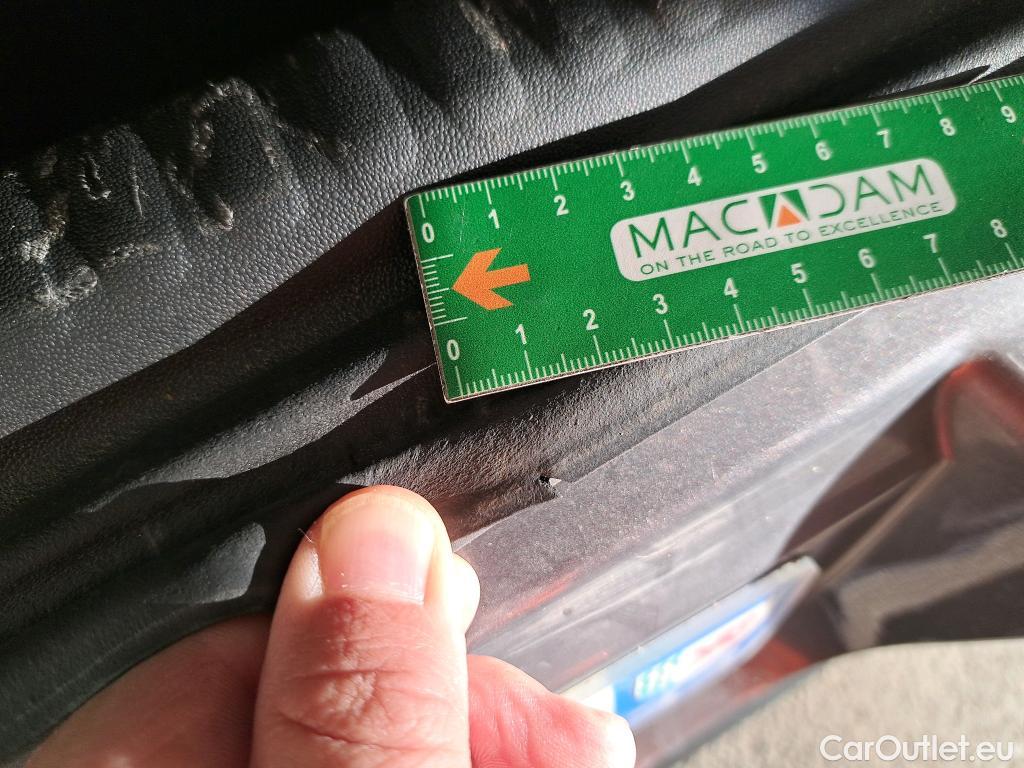 0 1 2 3 4 5 6 7 8 9
MACADAM
ON THE ROAD TO EXCELLENCE
0 1 2 3 4 5 6 7 8
CarOutlet.eu